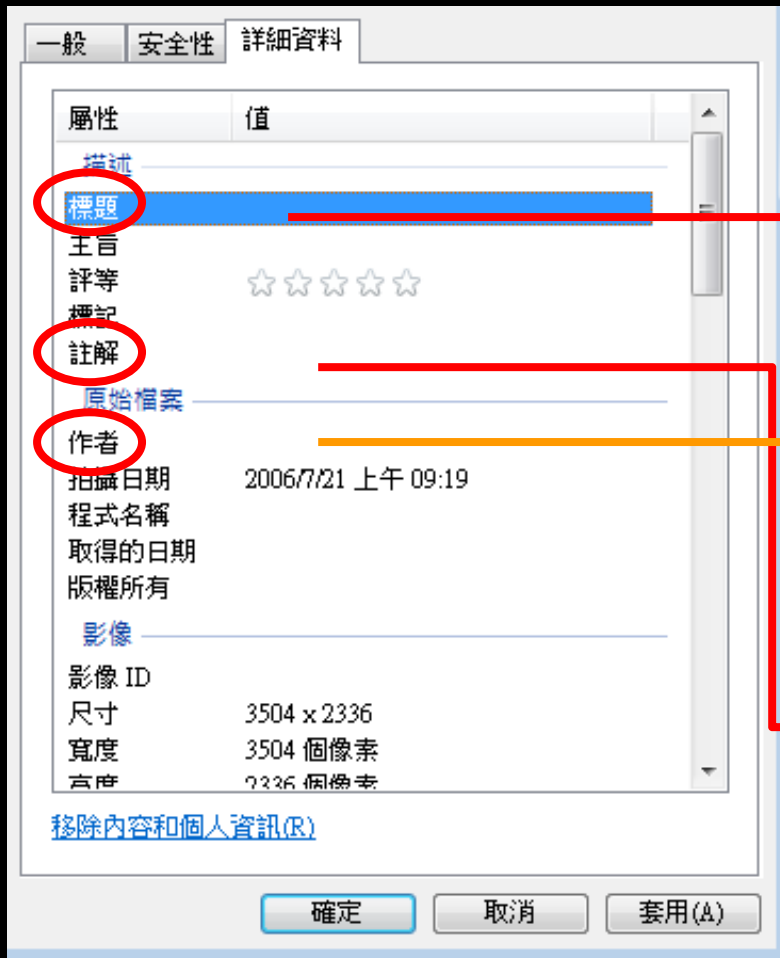 一般 安全性 詳細資料
屬性 值
描述
標題
主旨
評等
標記
註解
原始檔案
作者
拍攝日期 2006/7/21 上午 09:19
程式名稱
取得的日期
版權所有
影像
影像 ID
尺寸 3504 x 2336
寬度 3504 個像素
高度 2336 個像素
移除內容和個人資訊(R)
確定 取消 套用(A)